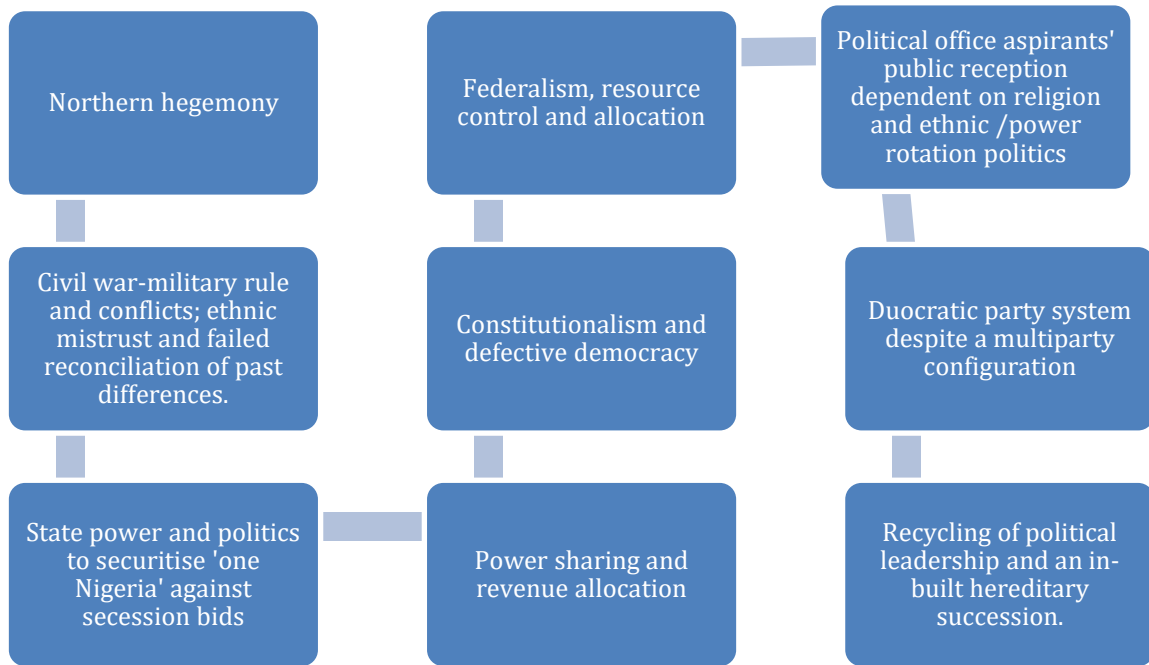 Northern hegemony
Civil war-military rule
and conflicts; ethnic
mistrust and failed
reconciliation of past
differences.
State power and politics
to securitise 'one
Nigeria' against
secession bids
Power sharing and
revenue allocation
Constitutionalism and
defective democracy
Federalism, resource
control and allocation
Political office aspirants'
public reception
dependent on religion
and ethnic /power
rotation politics
Duocratic party system
despite a multiparty
configuration
Recycling of political
leadership and an in-
built hereditary
succession.